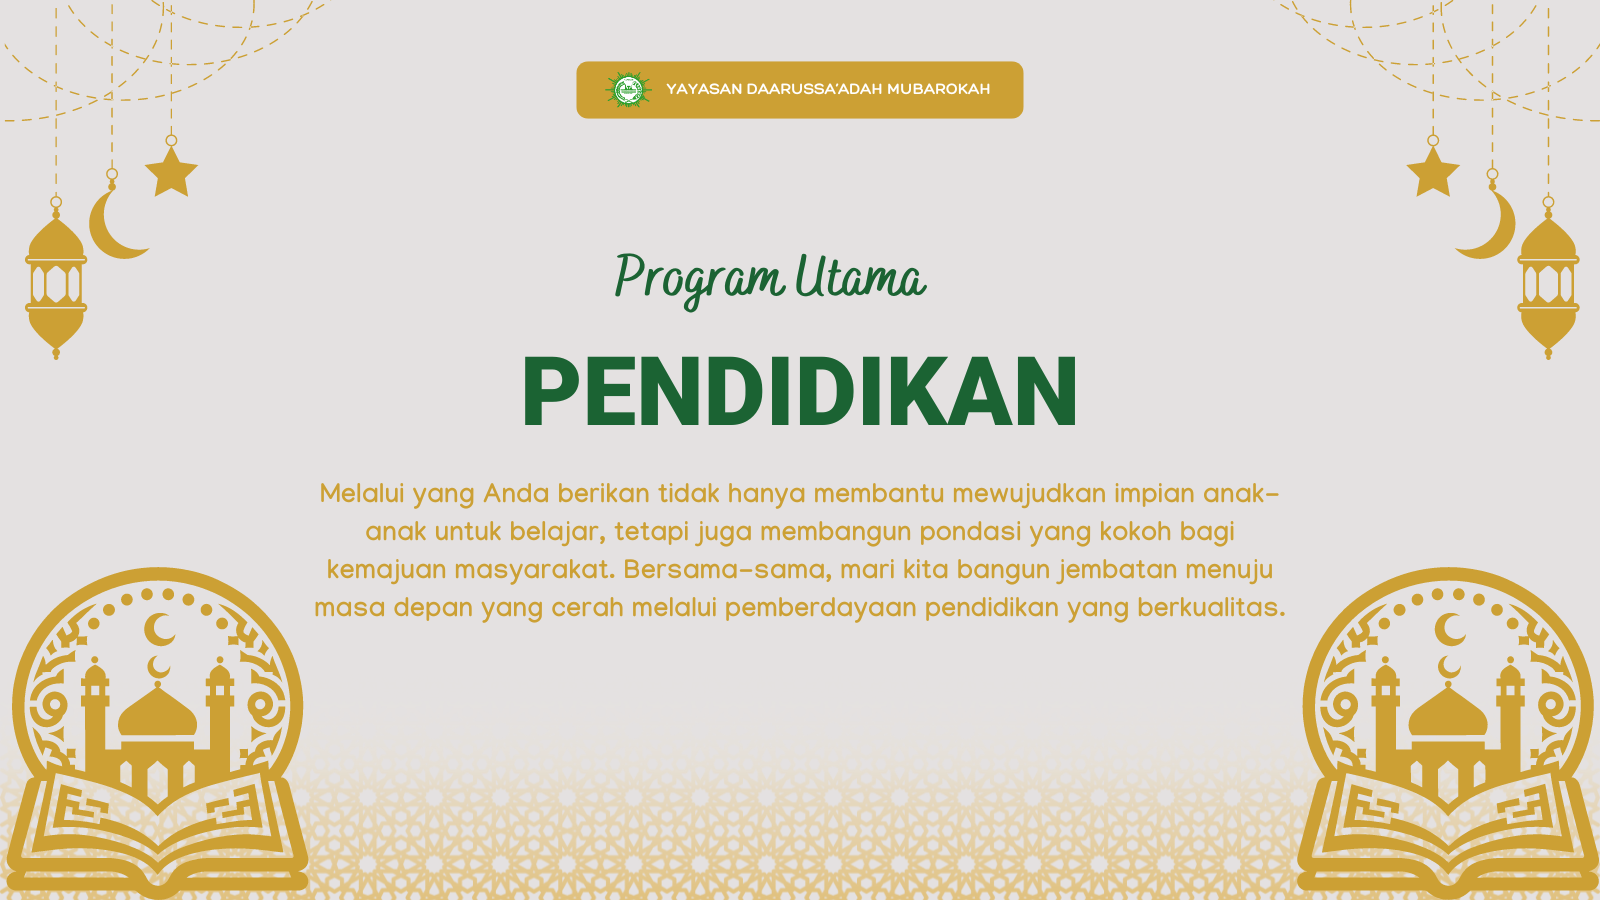 YAYASAN DAARUSSA'ADAH MUBAROKAH
Program Utama
PENDIDIKAN
Melalui yang Anda berikan tidak hanya membantu mewujudkan impian anak-
anak untuk belajar, tetapi juga membangun pondasi yang kokoh bagi
kemajuan masyarakat. Bersama-sama, mari kita bangun jembatan menuju
masa depan yang cerah melalui pemberdayaan pendidikan yang berkualitas.